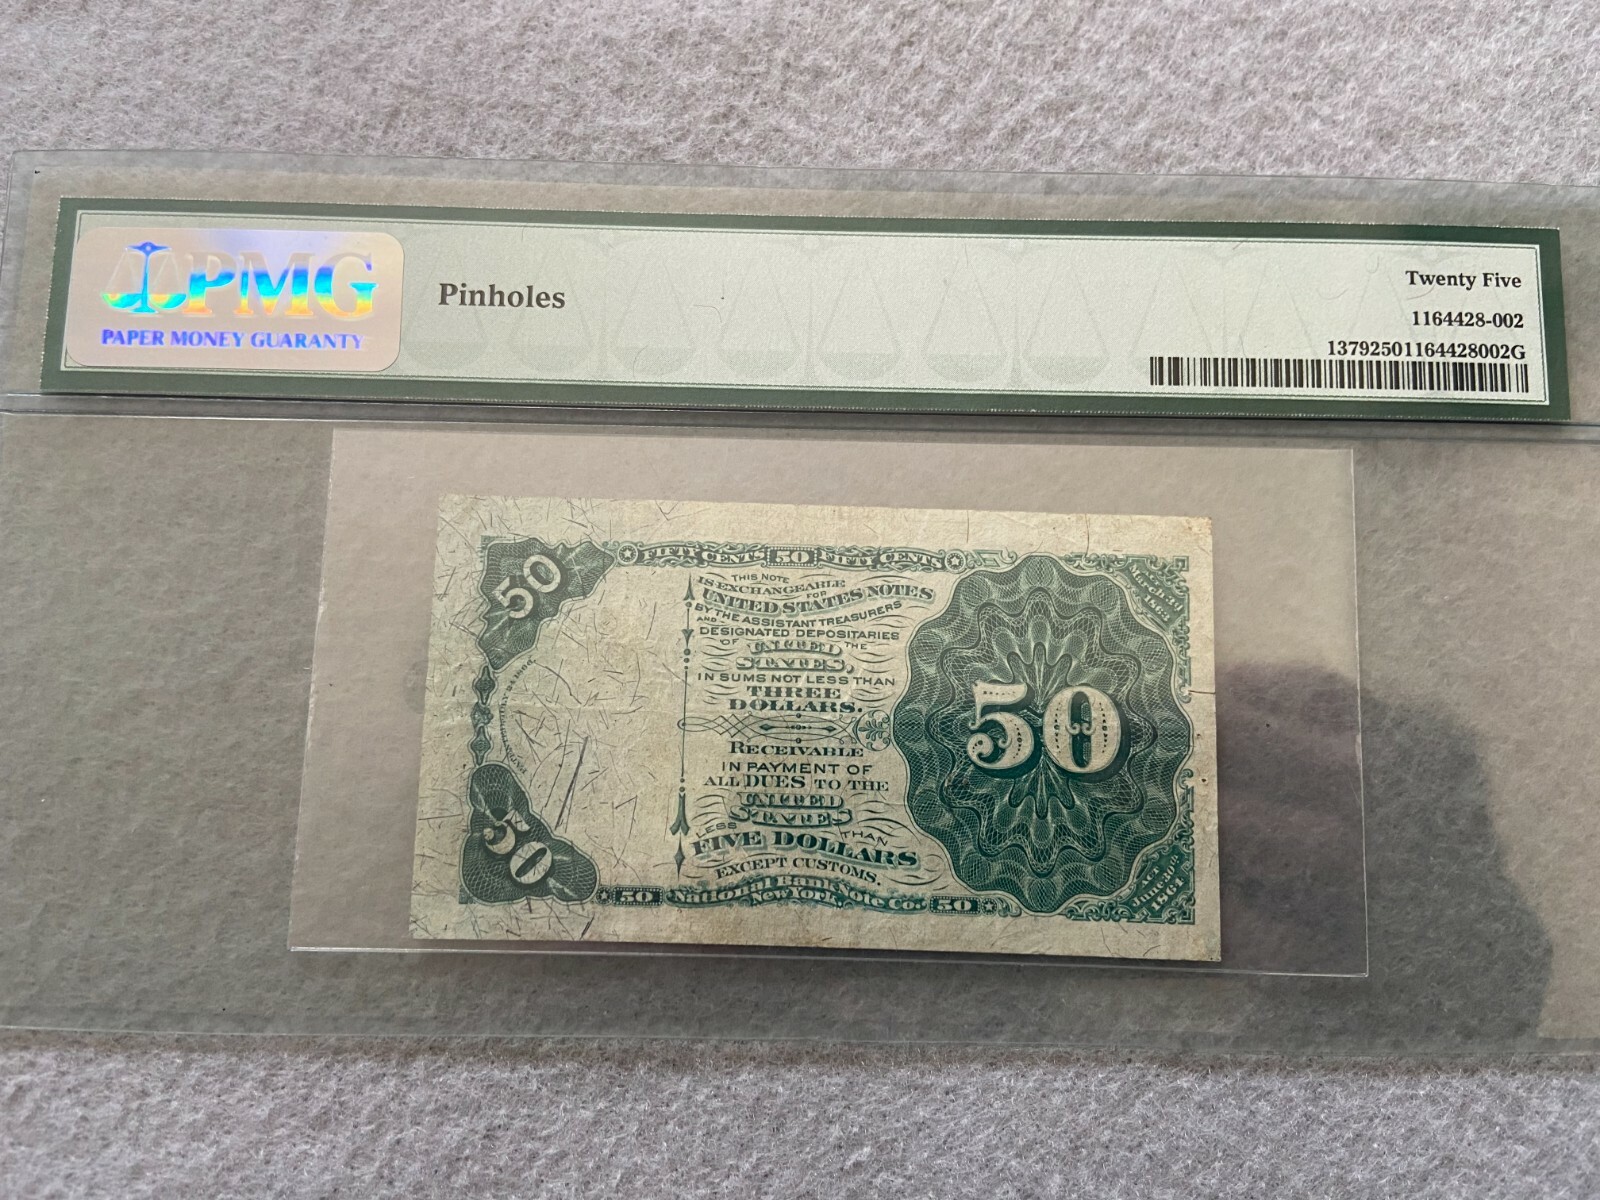 PMG
PAPER MONEY GUARANTY
Pinholes
Twenty Five
1164428-002
13792501164428002G
FIFTY CENTS 50 FIFTY CENTS
50
March 3d
1863
THIS NOTE
IS EXCHANGEABLE
FOR
UNITED STATES NOTES
BY THE ASSISTANT TREASURERS
AND
DESIGNATED DEPOSITARIES
OF THE
UNITED
STATES,
IN SUMS NOT LESS THAN
THREE
DOLLARS.
50
RECEIVABLE
IN PAYMENT OF
ALL DUES TO THE
UNITED
STATES
LESS THAN
FIVE DOLLARS
EXCEPT CUSTOMS.
50
ACT
June 30th
1864
50 National Bank Note Co. 50
New York.